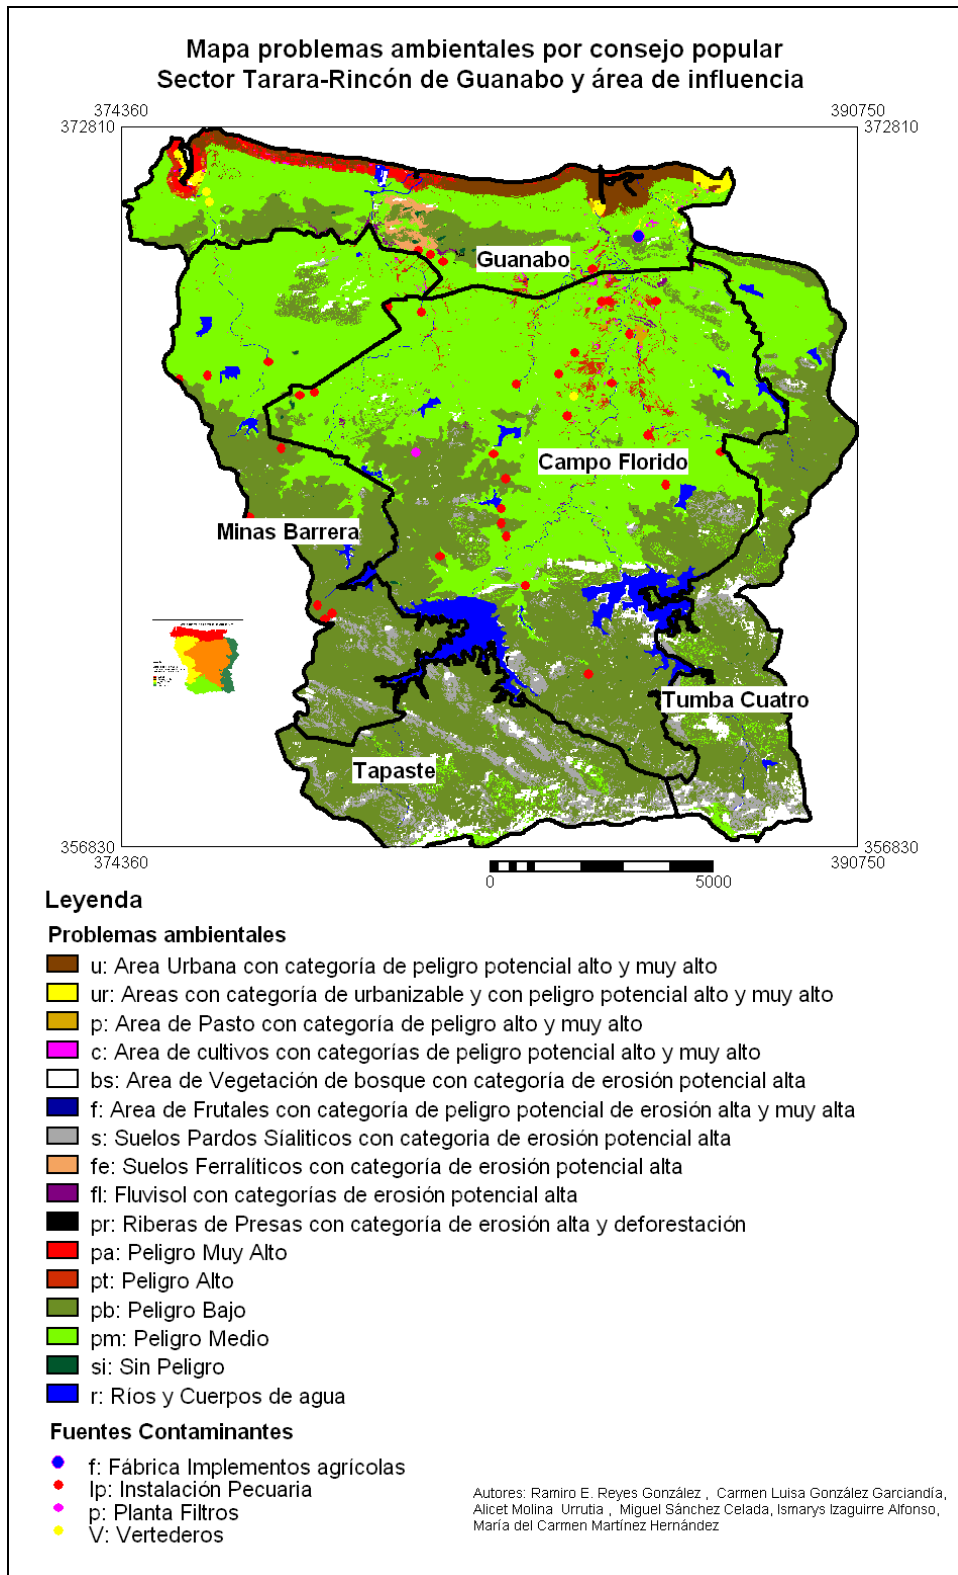 Mapa problemas ambientales por consejo popular
Sector Tarara-Rincón de Guanabo y área de influencia
374360
390750
372810
372810
Guanabo
Campo Florido
Minas Barrera
Tumba Cuatro
Tapaste
356830
356830
374360
390750
0
5000
Leyenda
Problemas ambientales
u: Area Urbana con categoría de peligro potencial alto y muy alto
ur: Areas con categoría de urbanizable y con peligro potencial alto y muy alto
p: Area de Pasto con categoría de peligro alto y muy alto
c: Area de cultivos con categorías de peligro potencial alto y muy alto
bs: Area de Vegetación de bosque con categoría de erosión potencial alta
f: Area de Frutales con categoría de peligro potencial de erosión alta y muy alta
s: Suelos Pardos Síaliticos con categoria de erosión potencial alta
fe: Suelos Ferralíticos con categoría de erosión potencial alta
fl: Fluvisol con categorías de erosión potencial alta
pr: Riberas de Presas con categoría de erosión alta y deforestación
pa: Peligro Muy Alto
pt: Peligro Alto
pb: Peligro Bajo
pm: Peligro Medio
si: Sin Peligro
r: Ríos y Cuerpos de agua
Fuentes Contaminantes
f: Fábrica Implementos agrícolas
Ip: Instalación Pecuaria
p: Planta Filtros
V: Vertederos
Autores: Ramiro E. Reyes González , Carmen Luisa González Garciandía,
Alicet Molina Urrutia , Miguel Sánchez Celada, Ismarys Izaguirre Alfonso,
María del Carmen Martínez Hernández